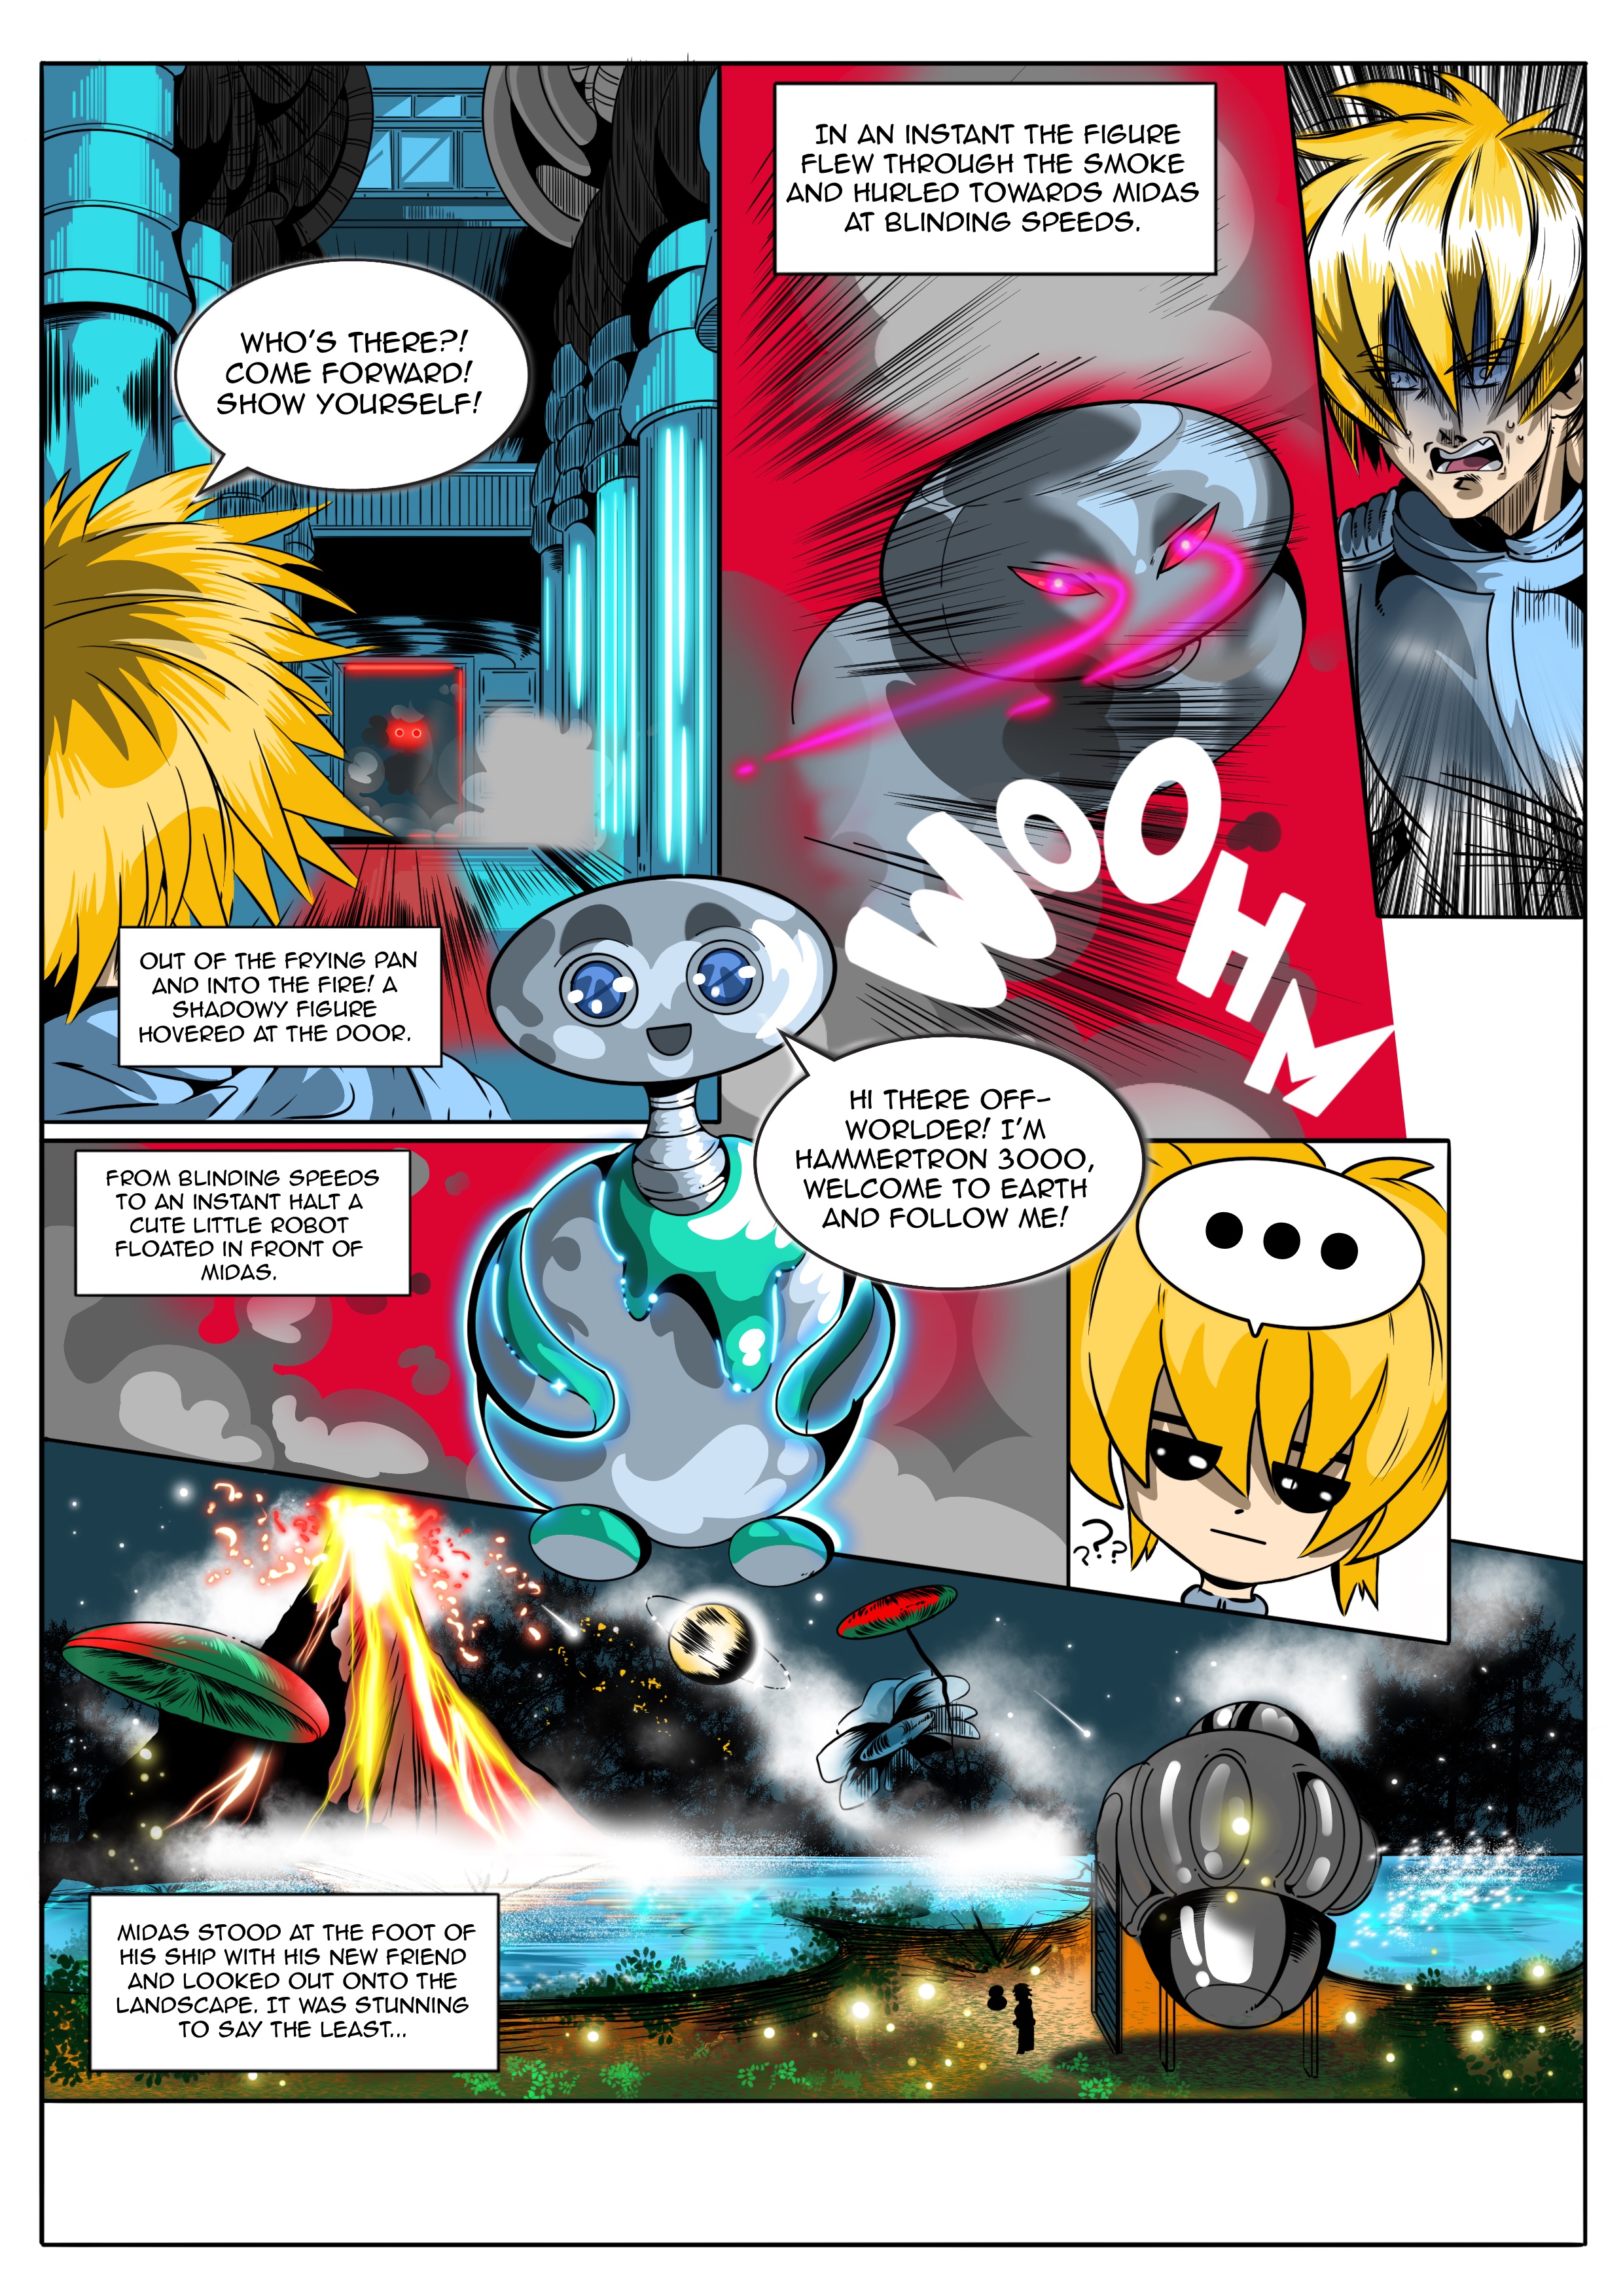 WHO'S THERE?!
COME FORWARD!
SHOW YOURSELF!
OUT OF THE FRYING PAN
AND INTO THE FIRE! A
SHADOWY FIGURE
HOVERED AT THE DOOR.
IN AN INSTANT THE FIGURE
FLEW THROUGH THE SMOKE
AND HURLED TOWARDS MIDAS
AT BLINDING SPEEDS.
WOOHM
FROM BLINDING SPEEDS
TO AN INSTANT HALT A
CUTE LITTLE ROBOT
FLOATED IN FRONT OF
MIDAS.
HI THERE OFF-
WORLDER! I'M
HAMMERTRON 3000,
WELCOME TO EARTH
AND FOLLOW ME!
...
???
MIDAS STOOD AT THE FOOT OF
HIS SHIP WITH HIS NEW FRIEND
AND LOOKED OUT ONTO THE
LANDSCAPE. IT WAS STUNNING
TO SAY THE LEAST...